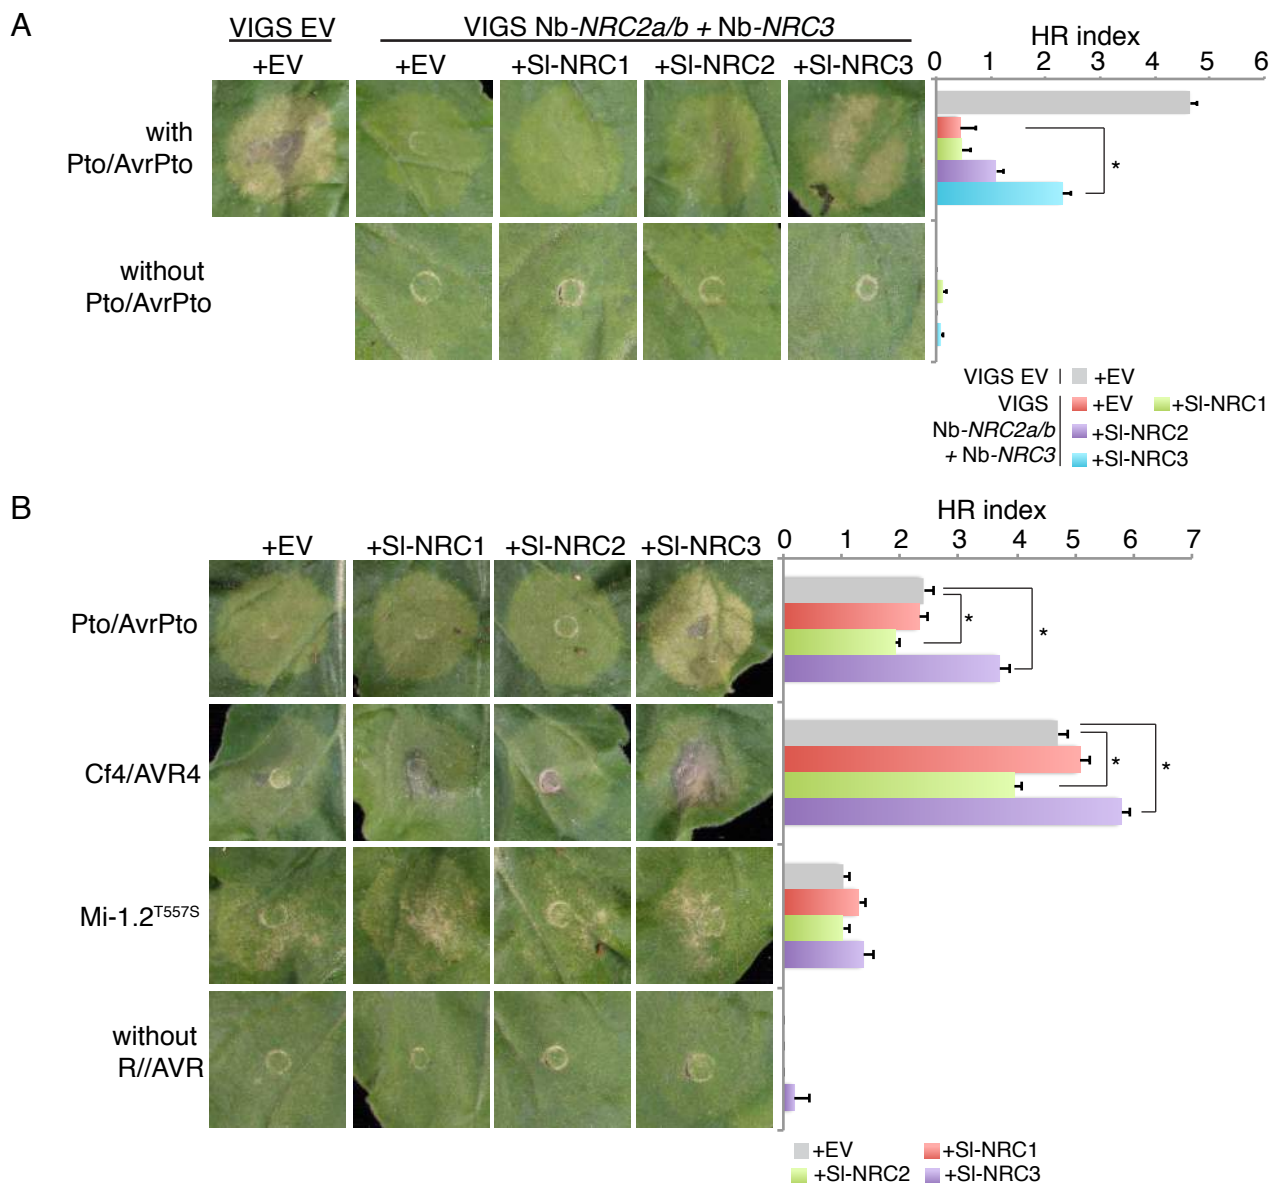 A
VIGS EV
VIGS Nb-NRC2a/b + Nb-NRC3
HR index
+EV
+EV
+Sl-NRC1
+Sl-NRC2
+Sl-NRC3
0 1 2 3 4 5 6
with
Pto/AvrPto
*
without
Pto/AvrPto
VIGS EV
+EV
VIGS
Nb-NRC2a/b
+ Nb-NRC3
+EV
+Sl-NRC1
+Sl-NRC2
+Sl-NRC3
B
HR index
+EV
+Sl-NRC1
+Sl-NRC2
+Sl-NRC3
0 1 2 3 4 5 6 7
Pto/AvrPto
*
*
Cf4/AVR4
*
*
Mi-1.2T557S
without
R//AVR
+EV
+Sl-NRC1
+Sl-NRC2
+Sl-NRC3